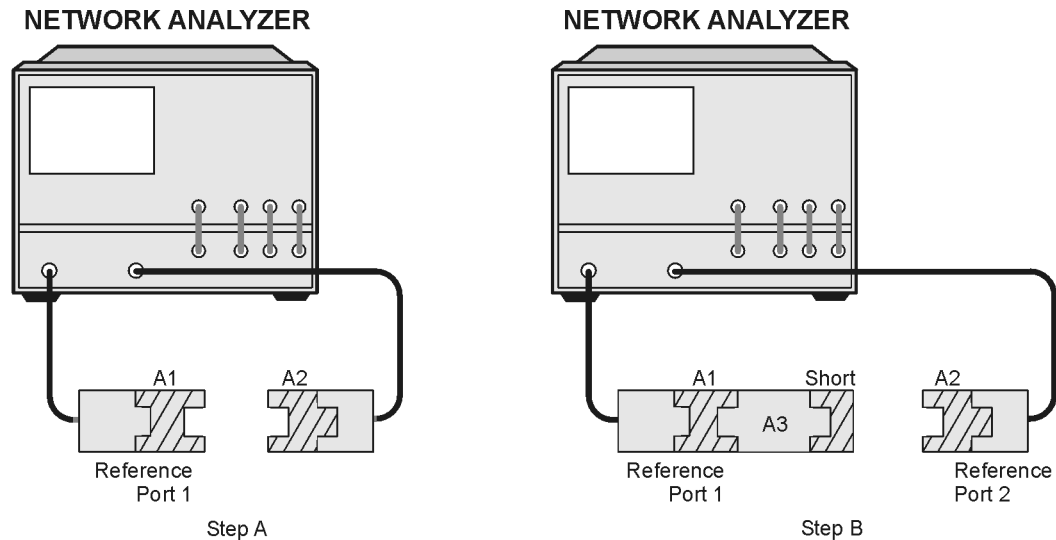 NETWORK ANALYZER
A1
A2
Reference
Port 1
Step A
NETWORK ANALYZER
A1
Short
A2
A3
Reference
Port 1
Reference
Port 2
Step B